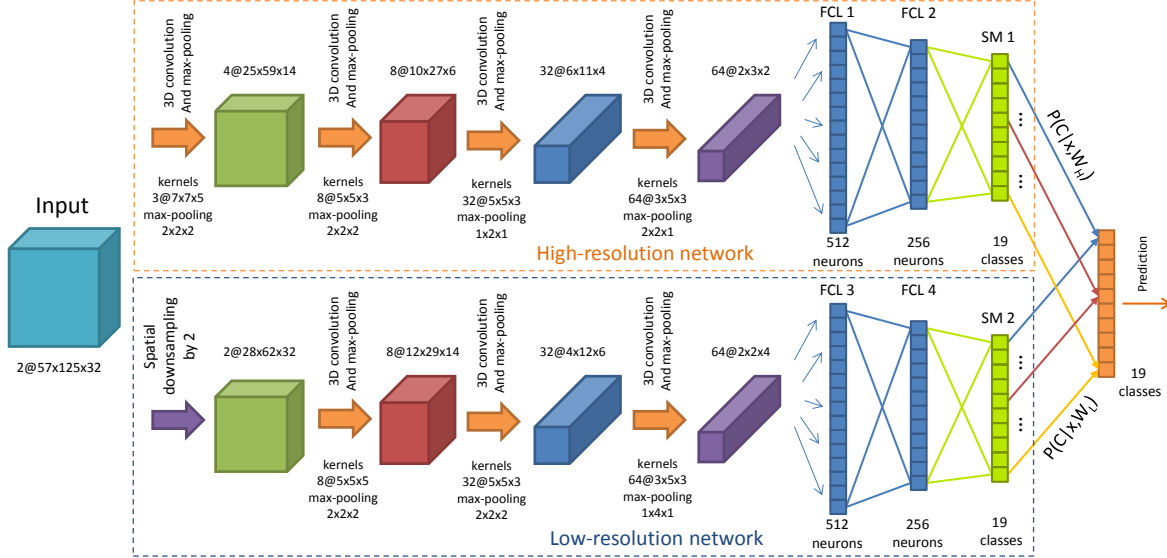 Input
2@57x125x32
3D convolution
And max-pooling
kernels
3@7x7x5
max-pooling
2x2x2
4@25x59x14
3D convolution
And max-pooling
kernels
8@5x5x3
max-pooling
2x2x2
8@10x27x6
3D convolution
And max-pooling
kernels
32@5x5x3
max-pooling
1x2x1
32@6x11x4
3D convolution
And max-pooling
kernels
64@3x5x3
max-pooling
2x2x1
64@2x3x2
FCL 1
512
neurons
FCL 2
256
neurons
SM 1
...
...
19
classes
P(C|x,W_H)
High-resolution network
Spatial
downsampling
by 2
2@28x62x32
3D convolution
And max-pooling
kernels
8@5x5x5
max-pooling
2x2x2
8@12x29x14
3D convolution
And max-pooling
kernels
32@5x5x3
max-pooling
2x2x2
32@4x12x6
3D convolution
And max-pooling
kernels
64@3x5x3
max-pooling
1x4x1
64@2x2x4
FCL 3
512
neurons
FCL 4
256
neurons
SM 2
...
...
19
classes
P(C|x,W_L)
Low-resolution network
Prediction
19
classes